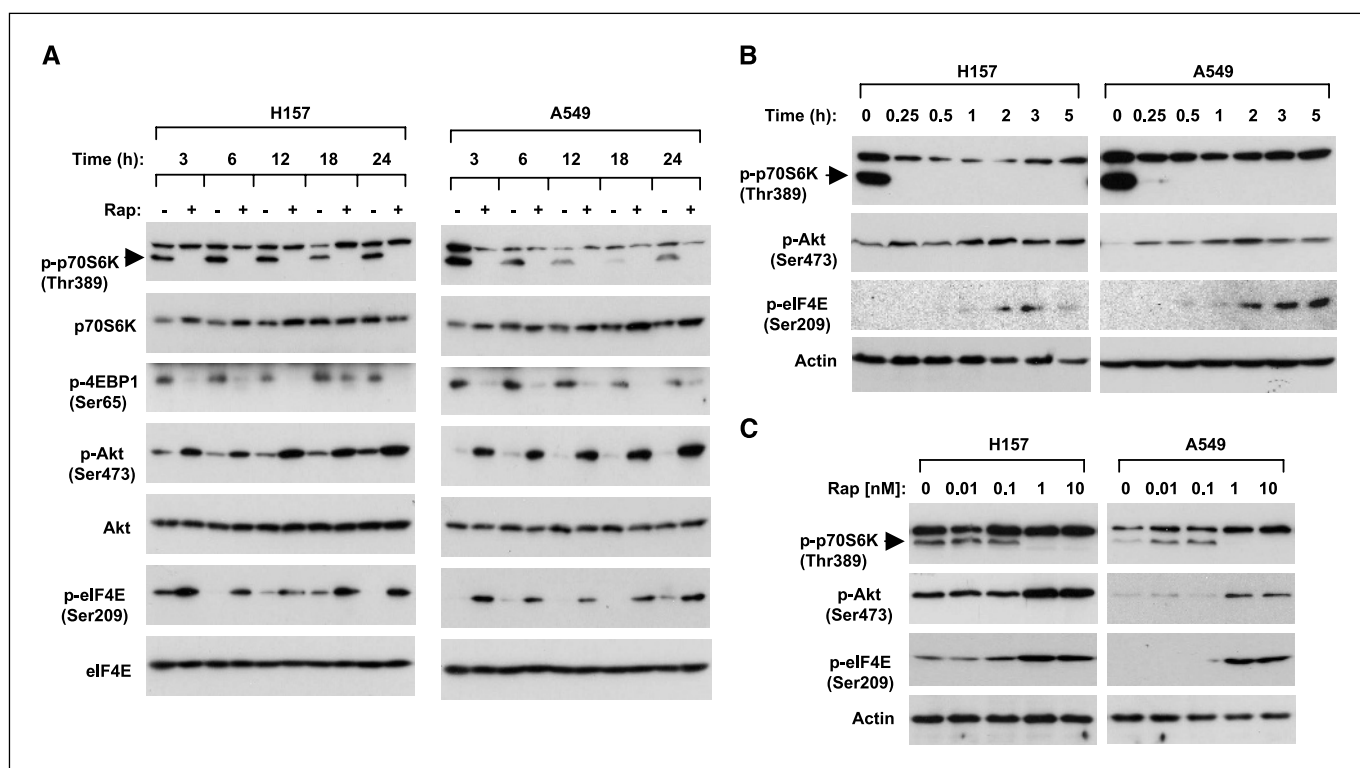 A
H157
A549
Time (h): 3 6 12 18 24
3 6 12 18 24
Rap: - + - + - + - + - +
- + - + - + - + - +
p-p70S6K
(Thr389)
p70S6K
p-4EBP1
(Ser65)
p-Akt
(Ser473)
Akt
p-eIF4E
(Ser209)
eIF4E
B
H157
A549
Time (h): 0 0.25 0.5 1 2 3 5
0 0.25 0.5 1 2 3 5
p-p70S6K
(Thr389)
p-Akt
(Ser473)
p-eIF4E
(Ser209)
Actin
C
H157
A549
Rap [nM]: 0 0.01 0.1 1 10
0 0.01 0.1 1 10
p-p70S6K
(Thr389)
p-Akt
(Ser473)
p-eIF4E
(Ser209)
Actin